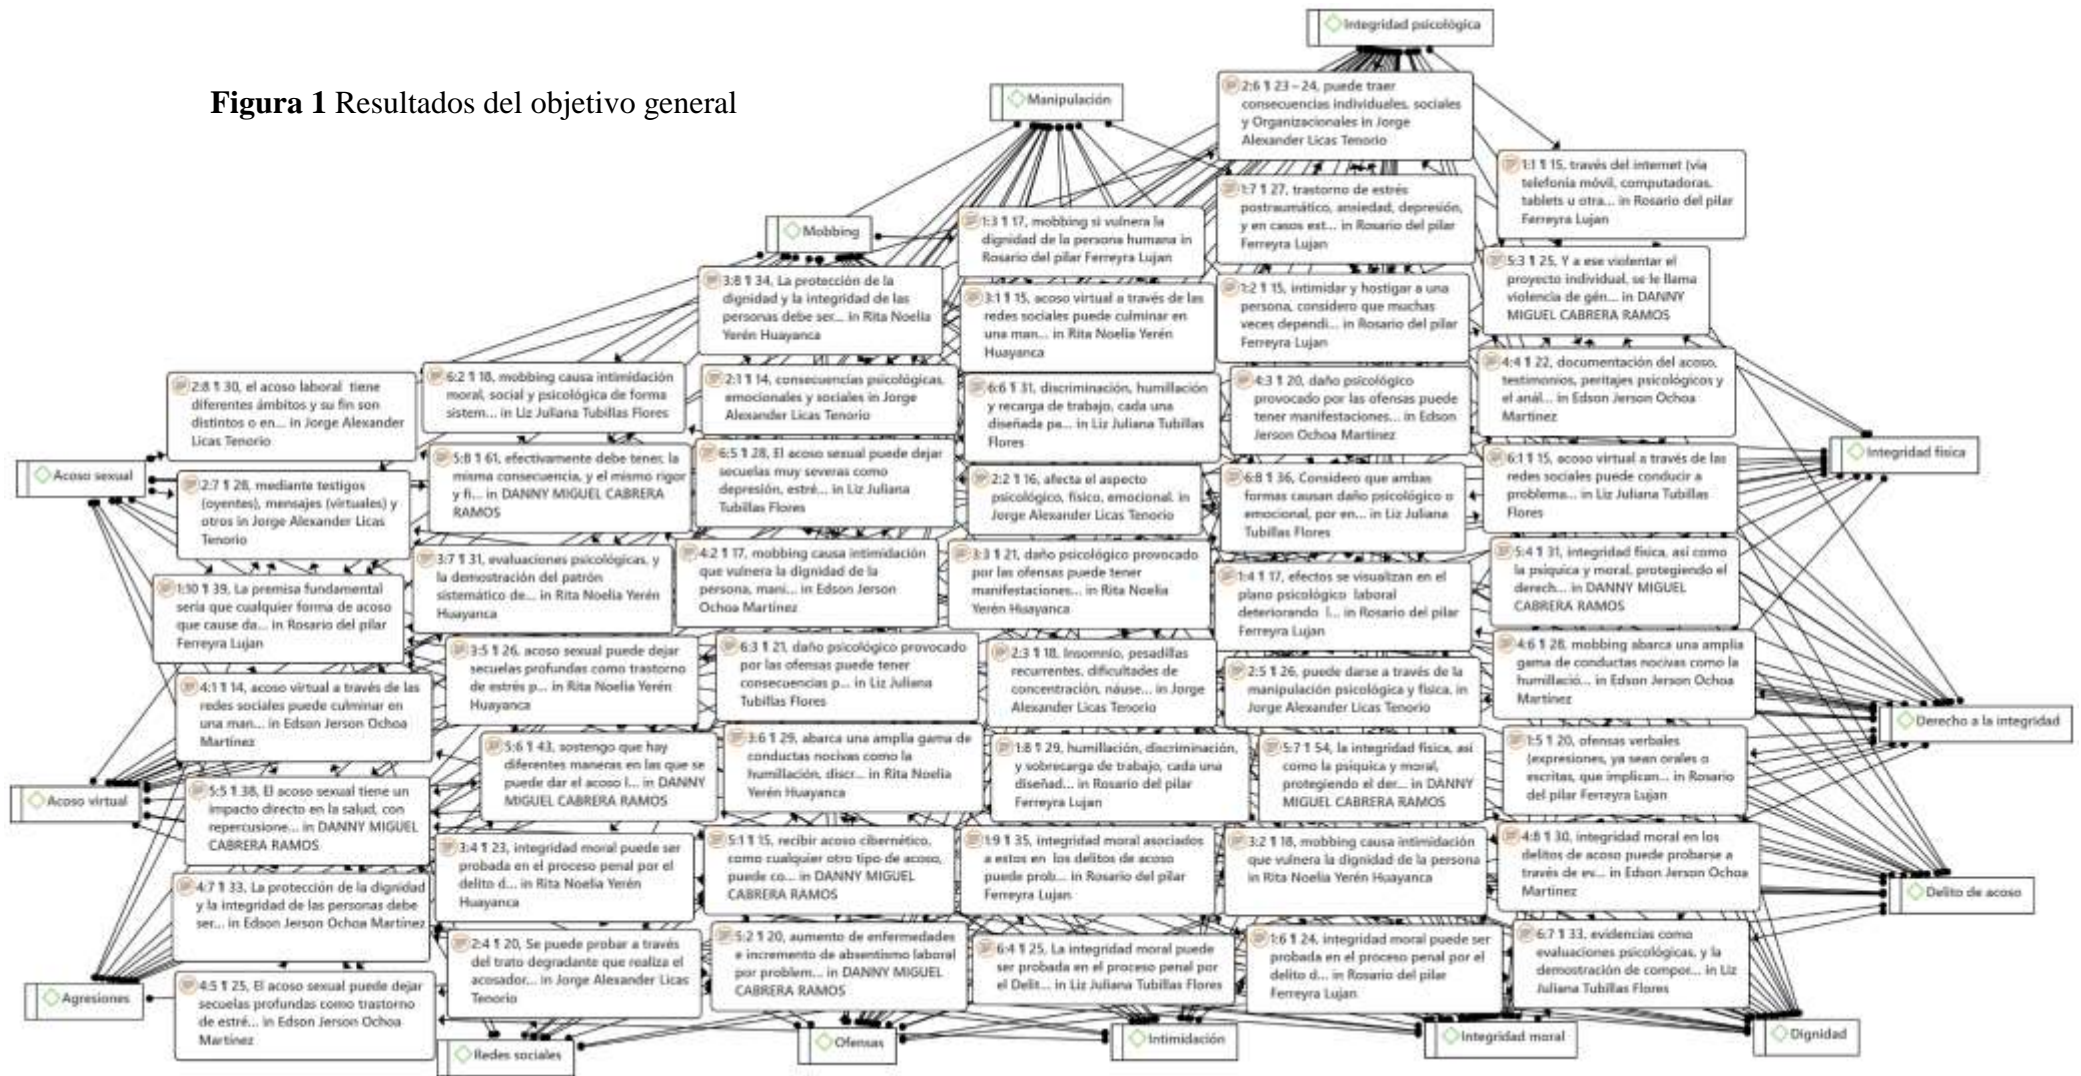 Integridad psicológica
Figura 1 Resultados del objetivo general
Manipulación
2:6 ¶ 23 – 24, puede traer
consecuencias individuales, sociales
y Organizacionales in Jorge
Alexander Licas Tenorio
1:1 ¶ 15, través del internet (vía
telefonía móvil, computadoras,
tablets u otra... in Rosario del pilar
Ferreyra Lujan
1:7 ¶ 27, trastorno de estrés
postraumático, ansiedad, depresión,
y en casos est... in Rosario del pilar
Ferreyra Lujan
Mobbing
1:3 ¶ 17, mobbing si vulnera la
dignidad de la persona humana in
Rosario del pilar Ferreyra Lujan
5:3 ¶ 25, Y a ese violentar el
proyecto individual, se le llama
violencia de gén... in DANNY
MIGUEL CABRERA RAMOS
3:8 ¶ 34, La protección de la
dignidad y la integridad de las
personas debe ser... in Rita Noelia
Yerén Huayanca
3:1 ¶ 15, acoso virtual a través de las
redes sociales puede culminar en
una man... in Rita Noelia Yerén
Huayanca
1:2 ¶ 15, intimidar y hostigar a una
persona, considero que muchas
veces dependi... in Rosario del pilar
Ferreyra Lujan
2:8 ¶ 30, el acoso laboral tiene
diferentes ámbitos y su fin son
distintos o en... in Jorge Alexander
Licas Tenorio
6:2 ¶ 18, mobbing causa intimidación
moral, social y psicológica de forma
sistem... in Liz Juliana Tubillas Flores
2:1 ¶ 14, consecuencias psicológicas,
emocionales y sociales in Jorge
Alexander Licas Tenorio
6:6 ¶ 31, discriminación, humillación
y recarga de trabajo, cada una
diseñada pa... in Liz Juliana Tubillas
Flores
4:3 ¶ 20, daño psicológico
provocado por las ofensas puede
tener manifestaciones... in Edson
Jerson Ochoa Martínez
4:4 ¶ 22, documentación del acoso,
testimonios, peritajes psicológicos y
el anál... in Edson Jerson Ochoa
Martínez
Acoso sexual
Integridad física
2:7 ¶ 28, mediante testigos
(oyentes), mensajes (virtuales) y
otros in Jorge Alexander Licas
Tenorio
5:8 ¶ 61, efectivamente debe tener, la
misma consecuencia, y el mismo rigor
y fi... in DANNY MIGUEL CABRERA
RAMOS
6:5 ¶ 28, El acoso sexual puede dejar
secuelas muy severas como
depresión, estré... in Liz Juliana
Tubillas Flores
2:2 ¶ 16, afecta el aspecto
psicológico, físico, emocional. in
Jorge Alexander Licas Tenorio
6:8 ¶ 36, Considero que ambas
formas causan daño psicológico o
emocional, por en... in Liz Juliana
Tubillas Flores
6:1 ¶ 15, acoso virtual a través de las
redes sociales puede conducir a
problema... in Liz Juliana Tubillas
Flores
1:10 ¶ 39, La premisa fundamental
sería que cualquier forma de acoso
que cause da... in Rosario del pilar
Ferreyra Lujan
3:7 ¶ 31, evaluaciones psicológicas, y
la demostración del patrón
sistemático de... in Rita Noelia Yerén
Huayanca
4:2 ¶ 17, mobbing causa intimidación
que vulnera la dignidad de la
persona, mani... in Edson Jerson
Ochoa Martínez
3:3 ¶ 21, daño psicológico provocado
por las ofensas puede tener
manifestaciones... in Rita Noelia
Yerén Huayanca
1:4 ¶ 17, efectos se visualizan en el
plano psicológico laboral
deteriorando l... in Rosario del pilar
Ferreyra Lujan
5:4 ¶ 31, integridad física, así como
la psíquica y moral, protegiendo el
derech... in DANNY MIGUEL
CABRERA RAMOS
4:1 ¶ 14, acoso virtual a través de las
redes sociales puede culminar en
una man... in Edson Jerson Ochoa
Martínez
3:5 ¶ 26, acoso sexual puede dejar
secuelas profundas como trastorno
de estrés p... in Rita Noelia Yerén
Huayanca
6:3 ¶ 21, daño psicológico provocado
por las ofensas puede tener
consecuencias p... in Liz Juliana
Tubillas Flores
2:3 ¶ 18, Insomnio, pesadillas
recurrentes, dificultades de
concentración, náuse... in Jorge
Alexander Licas Tenorio
2:5 ¶ 26, puede darse a través de la
manipulación psicológica y física, in
Jorge Alexander Licas Tenorio
4:6 ¶ 28, mobbing abarca una amplia
gama de conductas nocivas como la
humillació... in Edson Jerson Ochoa
Martínez
Derecho a la integridad
Acoso virtual
5:5 ¶ 38, El acoso sexual tiene un
impacto directo en la salud, con
repercusione... in DANNY MIGUEL
CABRERA RAMOS
5:6 ¶ 43, sostengo que hay
diferentes maneras en las que se
puede dar el acoso l... in DANNY
MIGUEL CABRERA RAMOS
3:6 ¶ 29, abarca una amplia gama de
conductas nocivas como la
humillación, discr... in Rita Noelia
Yerén Huayanca
1:8 ¶ 29, humillación, discriminación,
y sobrecarga de trabajo, cada una
diseñad... in Rosario del pilar
Ferreyra Lujan
5:7 ¶ 54, la integridad física, así
como la psíquica y moral,
protegiendo el der... in DANNY
MIGUEL CABRERA RAMOS
1:5 ¶ 20, ofensas verbales
(expresiones, ya sean orales o
escritas, que implican... in Rosario
del pilar Ferreyra Lujan
4:7 ¶ 33, La protección de la dignidad
y la integridad de las personas debe
ser... in Edson Jerson Ochoa Martínez
3:4 ¶ 23, integridad moral puede ser
probada en el proceso penal por el
delito d... in Rita Noelia Yerén
Huayanca
5:1 ¶ 15, recibir acoso cibernético,
como cualquier otro tipo de acoso,
puede co... in DANNY MIGUEL
CABRERA RAMOS
1:9 ¶ 35, integridad moral asociados
a estos en los delitos de acoso
puede prob... in Rosario del pilar
Ferreyra Lujan
3:2 ¶ 18, mobbing causa intimidación
que vulnera la dignidad de la persona
in Rita Noelia Yerén Huayanca
4:8 ¶ 30, integridad moral en los
delitos de acoso puede probarse a
través de ev... in Edson Jerson Ochoa
Martínez
Delito de acoso
Agresiones
4:5 ¶ 25, El acoso sexual puede dejar
secuelas profundas como trastorno
de estré... in Edson Jerson Ochoa
Martínez
2:4 ¶ 20, Se puede probar a través
del trato degradante que realiza el
acosador... in Jorge Alexander Licas
Tenorio
5:2 ¶ 20, aumento de enfermedades
e incremento de absentismo laboral
por problem... in DANNY MIGUEL
CABRERA RAMOS
6:4 ¶ 25, La integridad moral puede
ser probada en el proceso penal por
el Delit... in Liz Juliana Tubillas Flores
1:6 ¶ 24, integridad moral puede ser
probada en el proceso penal por el
delito d... in Rosario del pilar
Ferreyra Lujan
6:7 ¶ 33, evidencias como
evaluaciones psicológicas, y la
demostración de compor... in Liz
Juliana Tubillas Flores
Redes sociales
Ofensas
Intimidación
Integridad moral
Dignidad